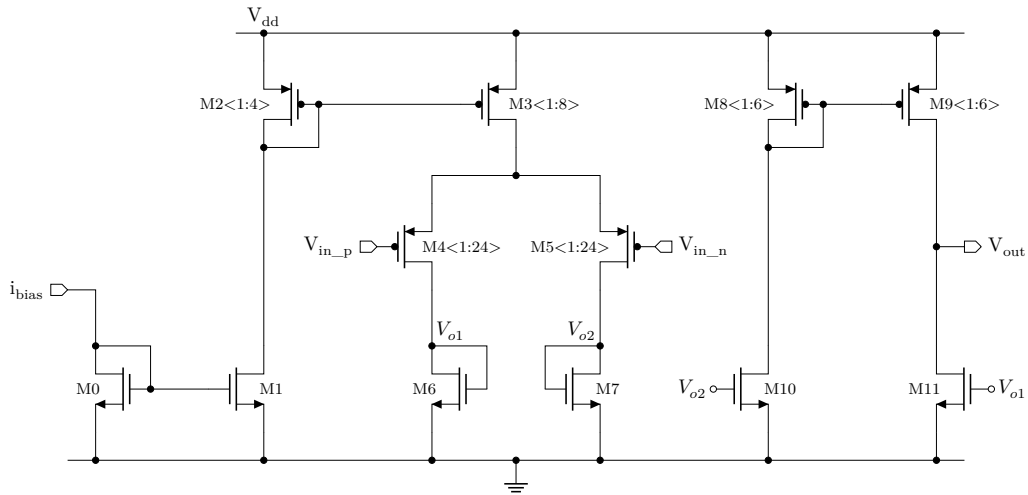 V_dd
M2<1:4>
M3<1:8>
M8<1:6>
M9<1:6>
V_in_p
M4<1:24>
M5<1:24>
V_in_n
V_out
i_bias
V_o1
V_o2
M0
M1
M6
M7
V_o2
M10
M11
V_o1